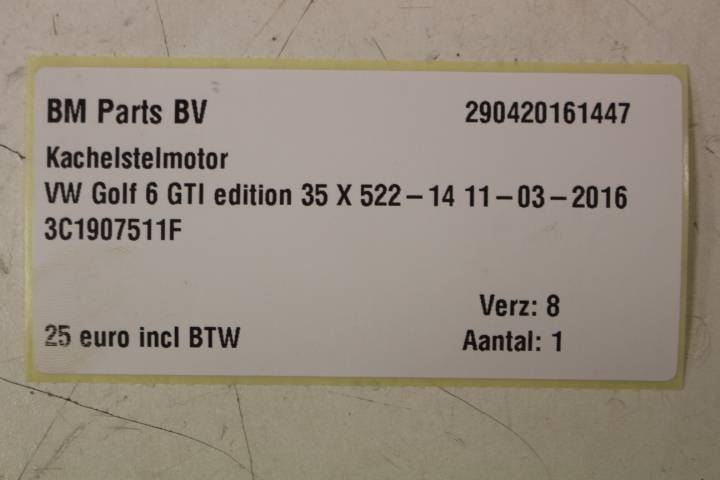 BM Parts BV 290420161447
Kachelstelmotor
VW Golf 6 GTI edition 35 X 522-14 11-03-2016
3C1907511F
Verz: 8
25 euro incl BTW Aantal: 1